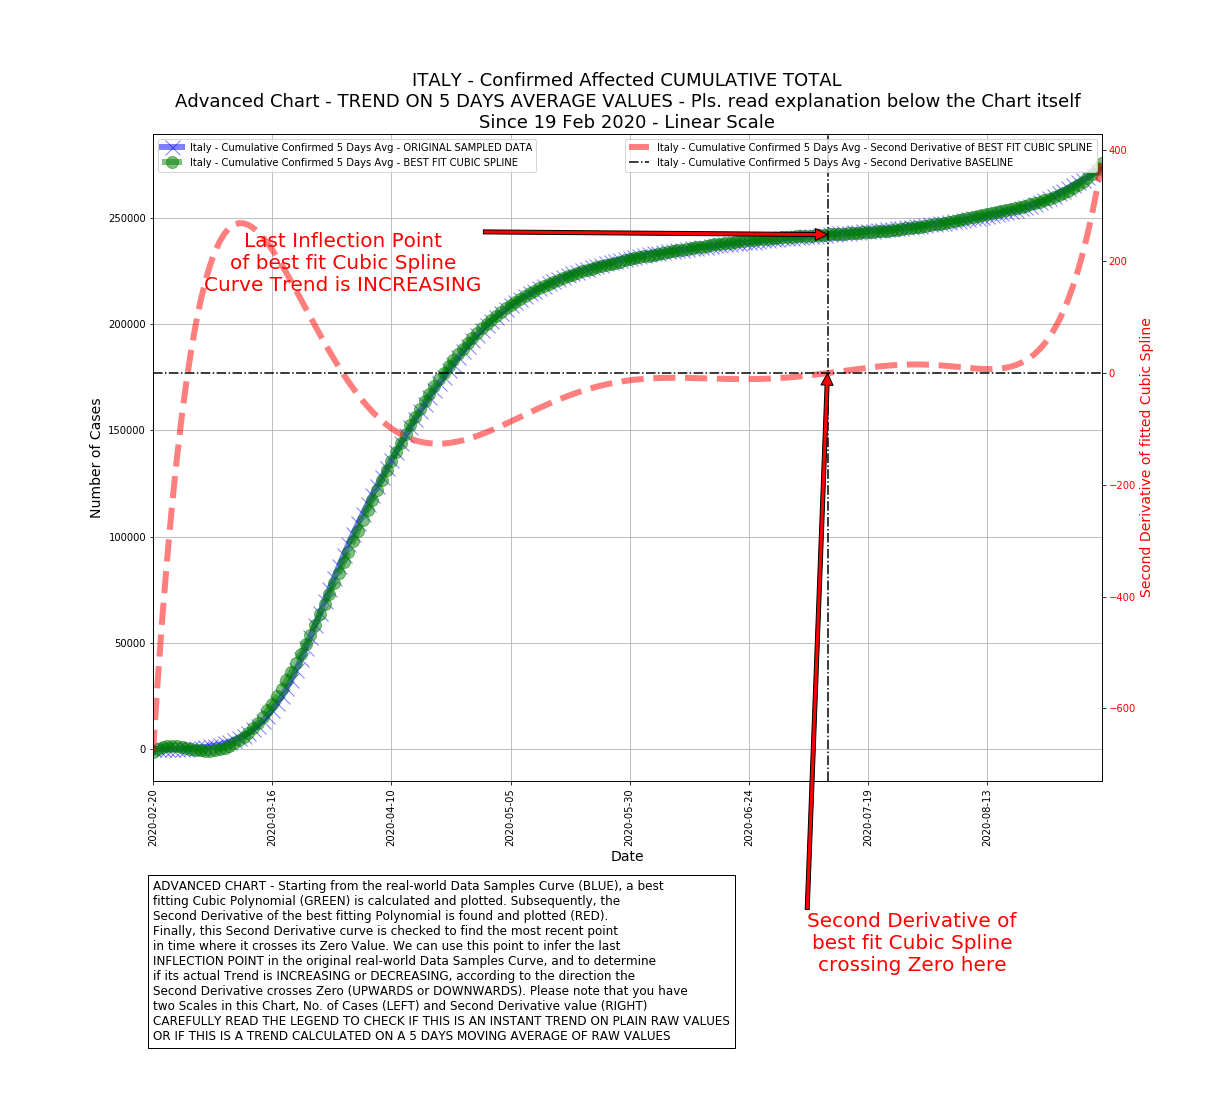 ITALY - Confirmed Affected CUMULATIVE TOTAL
Advanced Chart - TREND ON 5 DAYS AVERAGE VALUES - Pls. read explanation below the Chart itself
Since 19 Feb 2020 - Linear Scale
Italy - Cumulative Confirmed 5 Days Avg - ORIGINAL SAMPLED DATA
Italy - Cumulative Confirmed 5 Days Avg - BEST FIT CUBIC SPLINE
Italy - Cumulative Confirmed 5 Days Avg - Second Derivative of BEST FIT CUBIC SPLINE
Italy - Cumulative Confirmed 5 Days Avg - Second Derivative BASELINE
Last Inflection Point
of best fit Cubic Spline
Curve Trend is INCREASING
Number of Cases
250000
200000
150000
100000
50000
0
400
200
0
−200
−400
−600
Second Derivative of fitted Cubic Spline
2020-02-20
2020-03-16
2020-04-10
2020-05-05
2020-05-30
2020-06-24
2020-07-19
2020-08-13
Date
ADVANCED CHART - Starting from the real-world Data Samples Curve (BLUE), a best
fitting Cubic Polynomial (GREEN) is calculated and plotted. Subsequently, the
Second Derivative of the best fitting Polynomial is found and plotted (RED).
Finally, this Second Derivative curve is checked to find the most recent point
in time where it crosses its Zero Value. We can use this point to infer the last
INFLECTION POINT in the original real-world Data Samples Curve, and to determine
if its actual Trend is INCREASING or DECREASING, according to the direction the
Second Derivative crosses Zero (UPWARDS or DOWNWARDS). Please note that you have
two Scales in this Chart, No. of Cases (LEFT) and Second Derivative value (RIGHT)
CAREFULLY READ THE LEGEND TO CHECK IF THIS IS AN INSTANT TREND ON PLAIN RAW VALUES
OR IF THIS IS A TREND CALCULATED ON A 5 DAYS MOVING AVERAGE OF RAW VALUES
Second Derivative of
best fit Cubic Spline
crossing Zero here